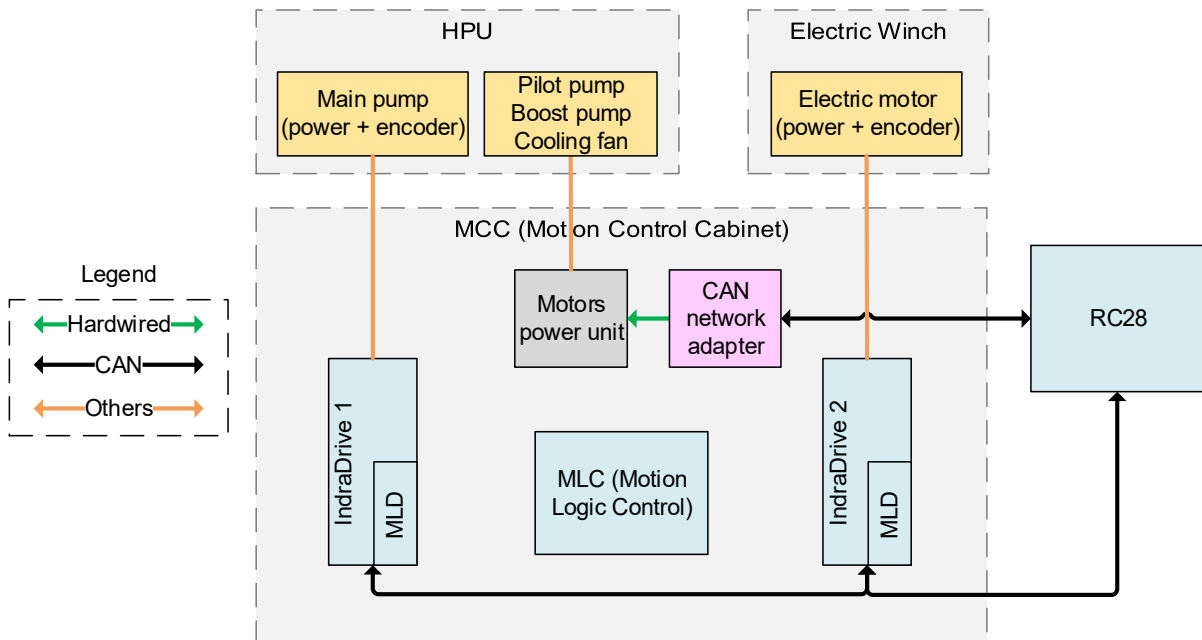 HPU
Main pump
(power + encoder)
Pilot pump
Boost pump
Cooling fan
Electric Winch
Electric motor
(power + encoder)
MCC (Motion Control Cabinet)
Motors
power unit
CAN
network
adapter
RC28
Legend
Hardwired
CAN
Others
IndraDrive 1
MLD
MLC (Motion
Logic Control)
IndraDrive 2
MLD